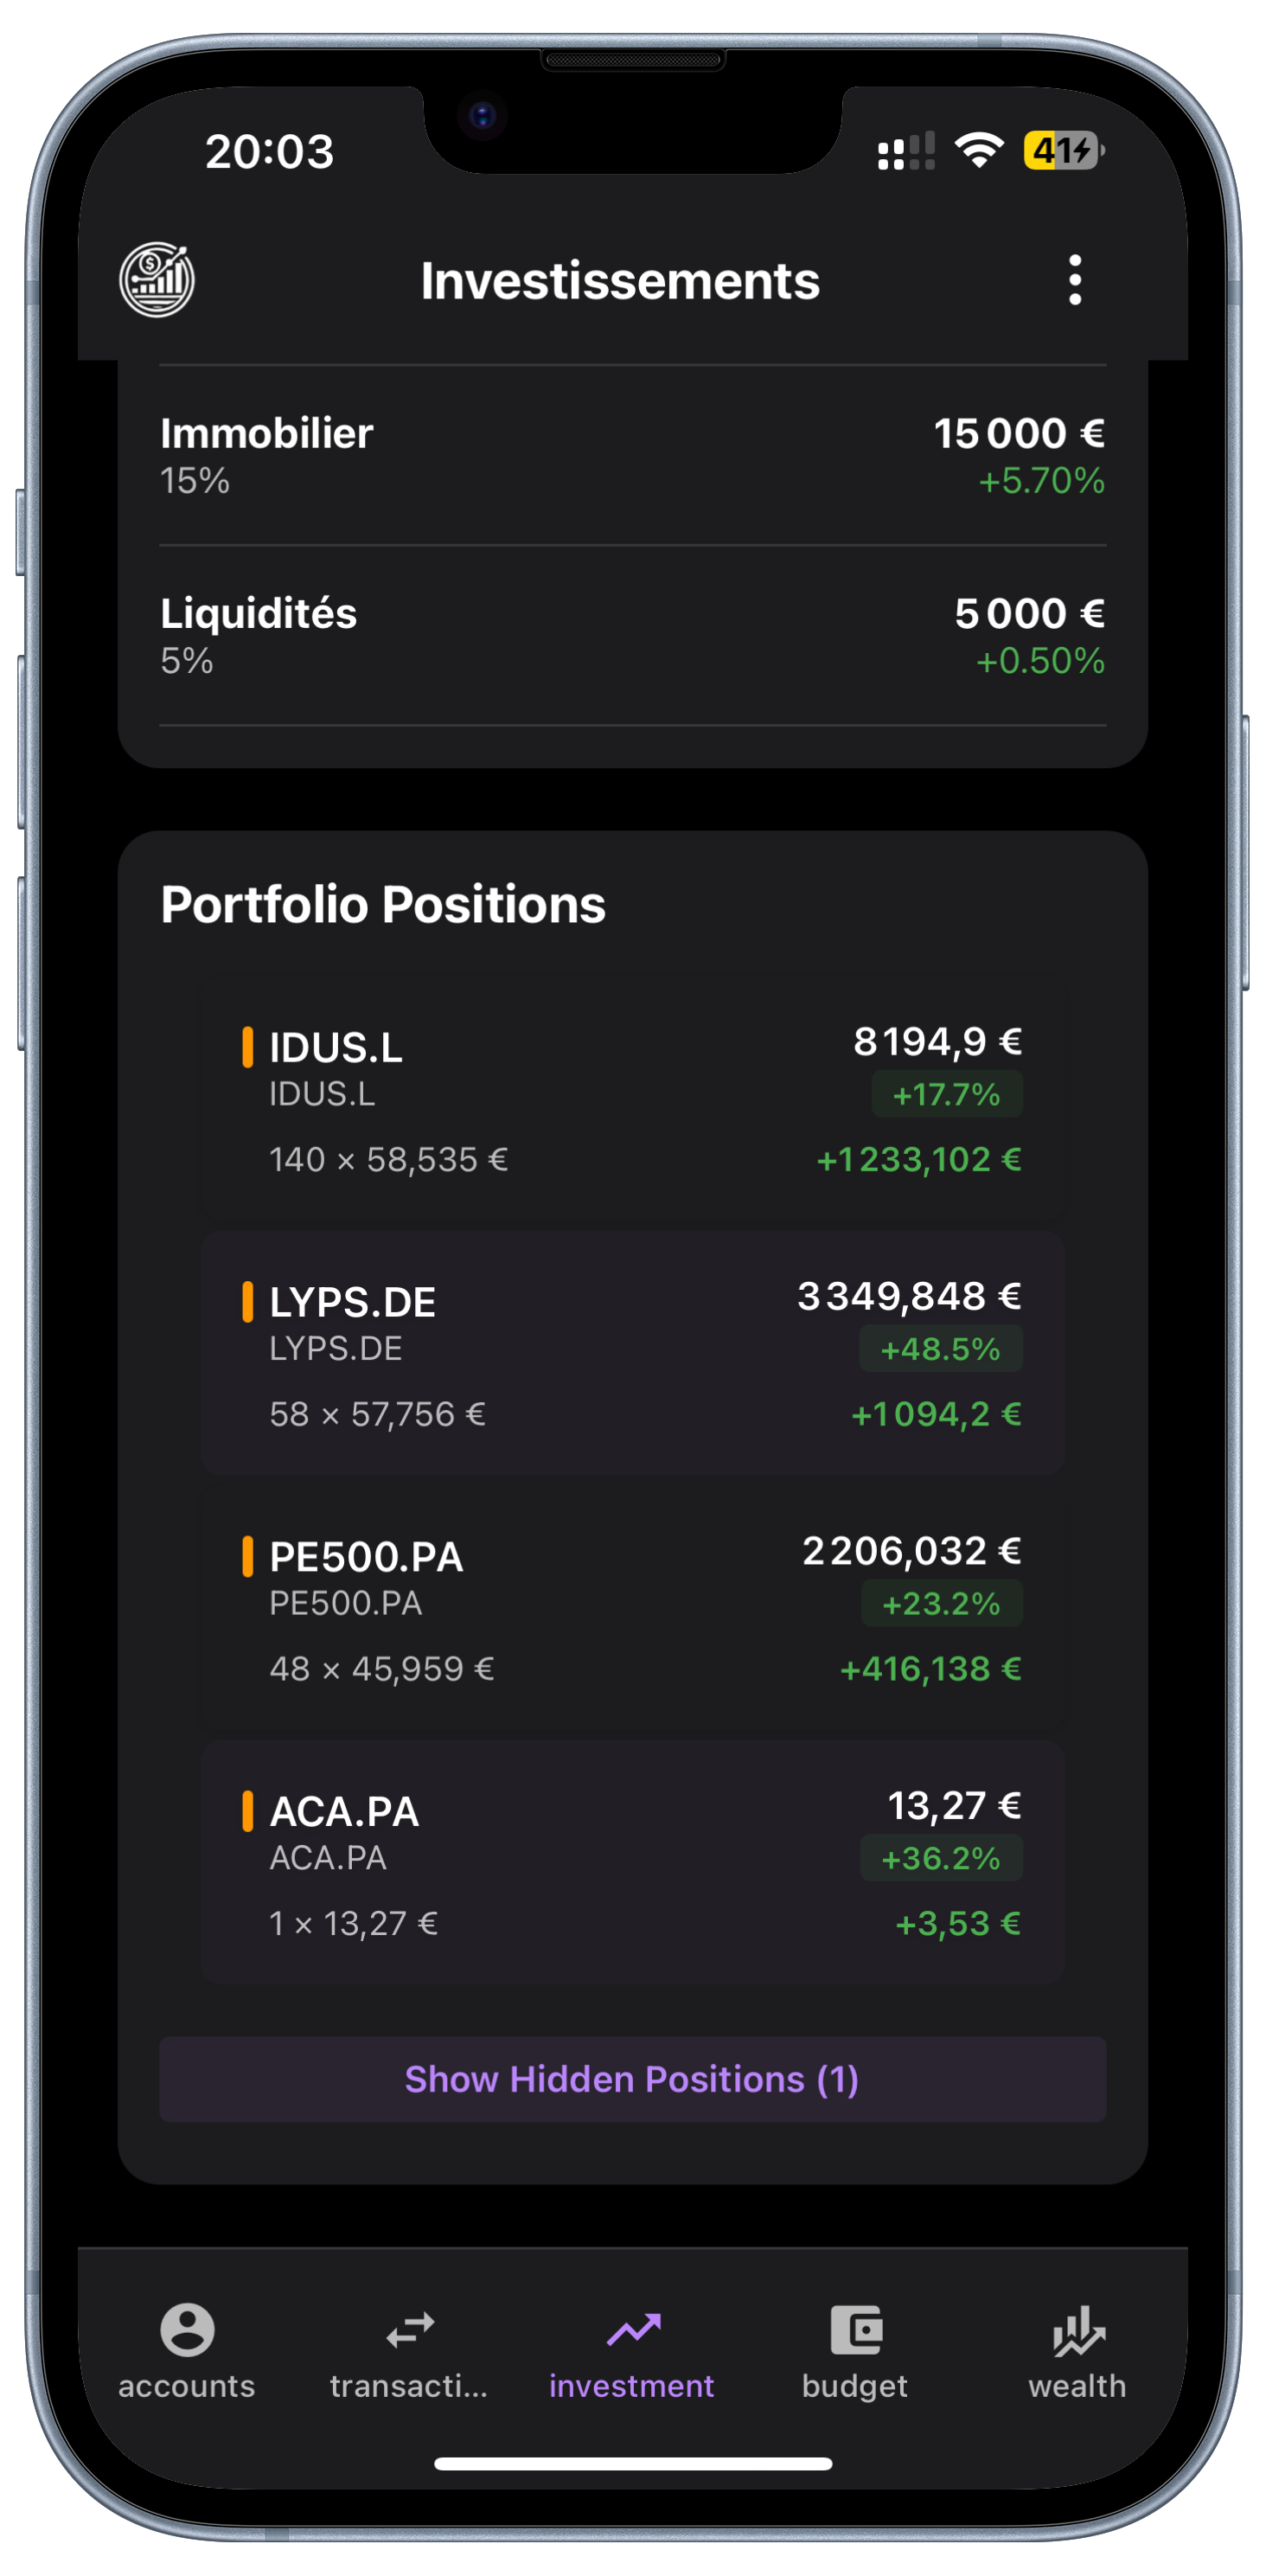 20:03
41
Investissements
Immobilier
15 000 €
15%
+5.70%
Liquidités
5 000 €
5%
+0.50%
Portfolio Positions
IDUS.L
8 194,9 €
IDUS.L
+17.7%
140 × 58,535 €
+1 233,102 €
LYPS.DE
3 349,848 €
LYPS.DE
+48.5%
58 × 57,756 €
+1 094,2 €
PE500.PA
2 206,032 €
PE500.PA
+23.2%
48 × 45,959 €
+416,138 €
ACA.PA
13,27 €
ACA.PA
+36.2%
1 × 13,27 €
+3,53 €
Show Hidden Positions (1)
accounts
transacti...
investment
budget
wealth